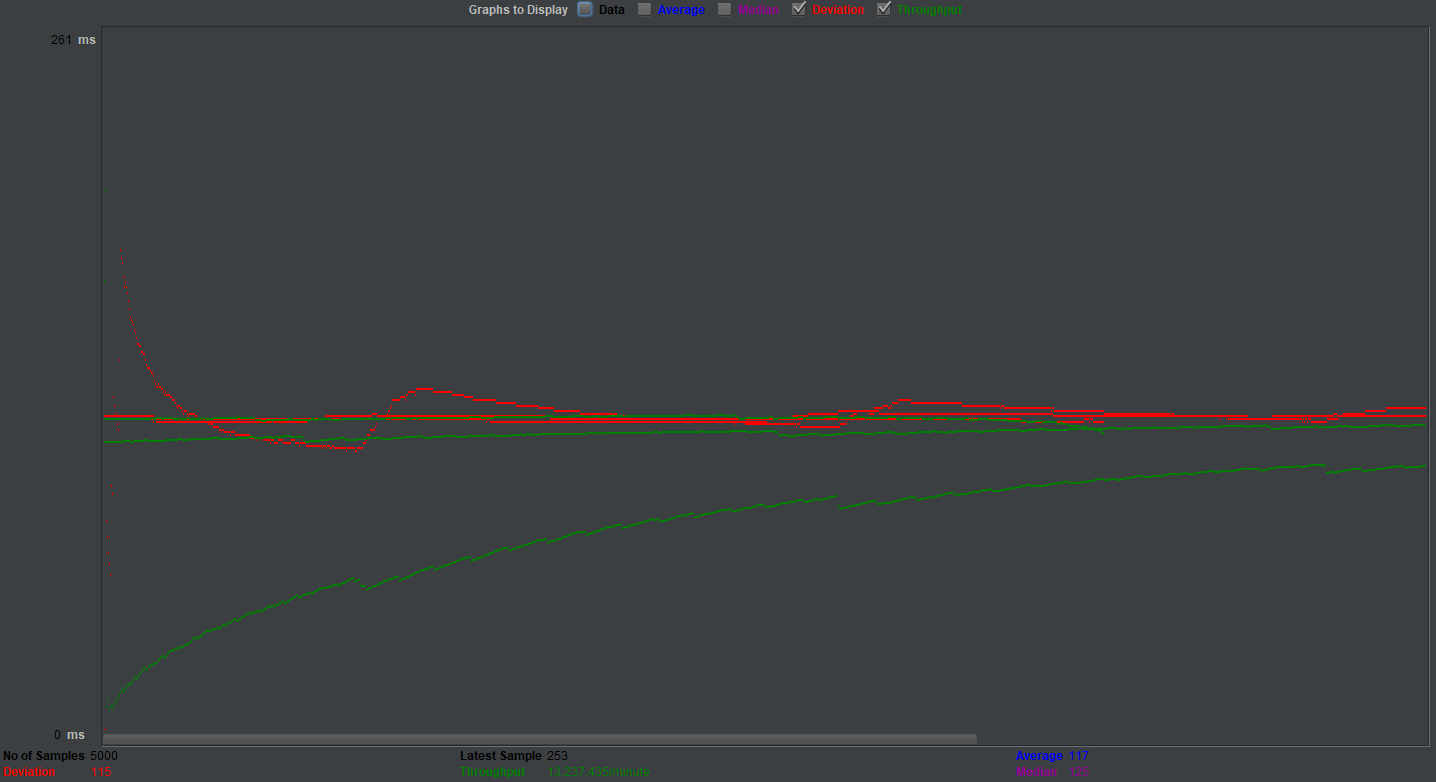 Graphs to Display Data Average Median Deviation Throughput
261 ms
0 ms
No of Samples 5000 Latest Sample 253 Average 117
Deviation 115 Throughput 13,237.436/minute Median